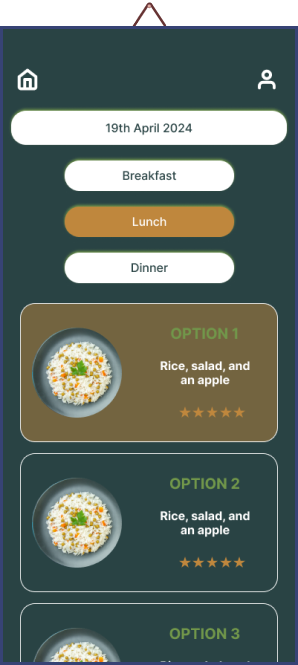 19th April 2024
Breakfast
Lunch
Dinner
OPTION 1
Rice, salad, and
an apple
OPTION 2
Rice, salad, and
an apple
OPTION 3